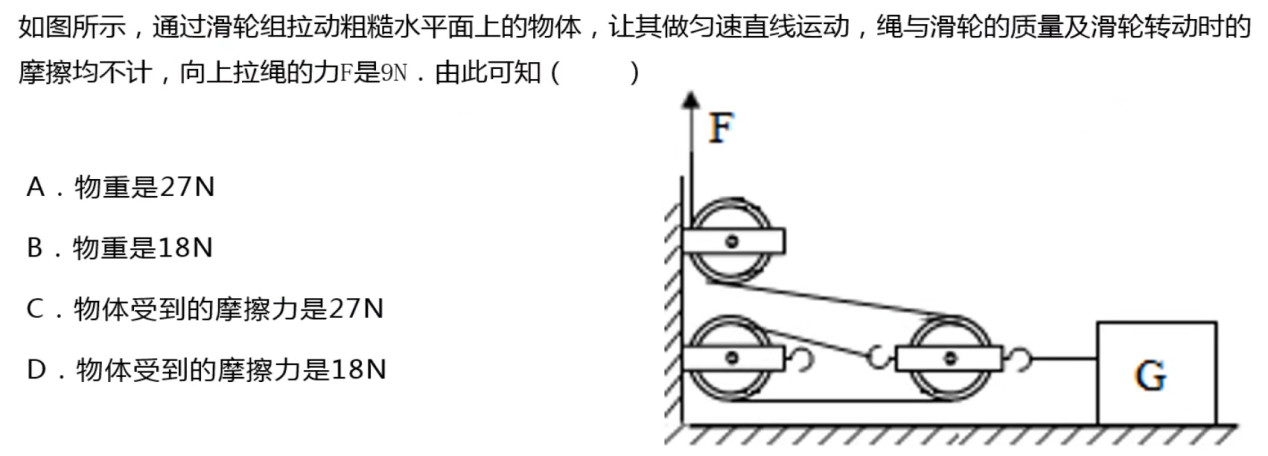 如图所示，通过滑轮组拉动粗糙水平面上的物体，让其做匀速直线运动，绳与滑轮的质量及滑轮转动时的
摩擦均不计，向上拉绳的力F是9N．由此可知（　　）
F
A．物重是27N
B．物重是18N
C．物体受到的摩擦力是27N
D．物体受到的摩擦力是18N
G